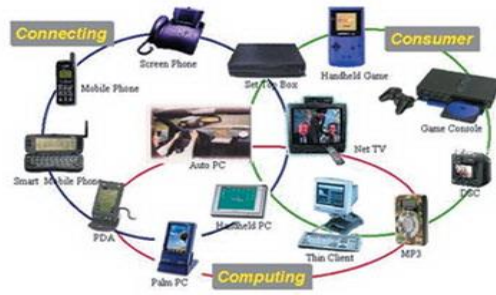 Connecting
Consumer
Screen Phone
Set Top Box
Handheld Game
Mobile Phone
Game Console
Auto PC
Net TV
Smart Mobile Phone
DSC
PDA
Handheld PC
Thin Client
MP3
Palm PC
Computing